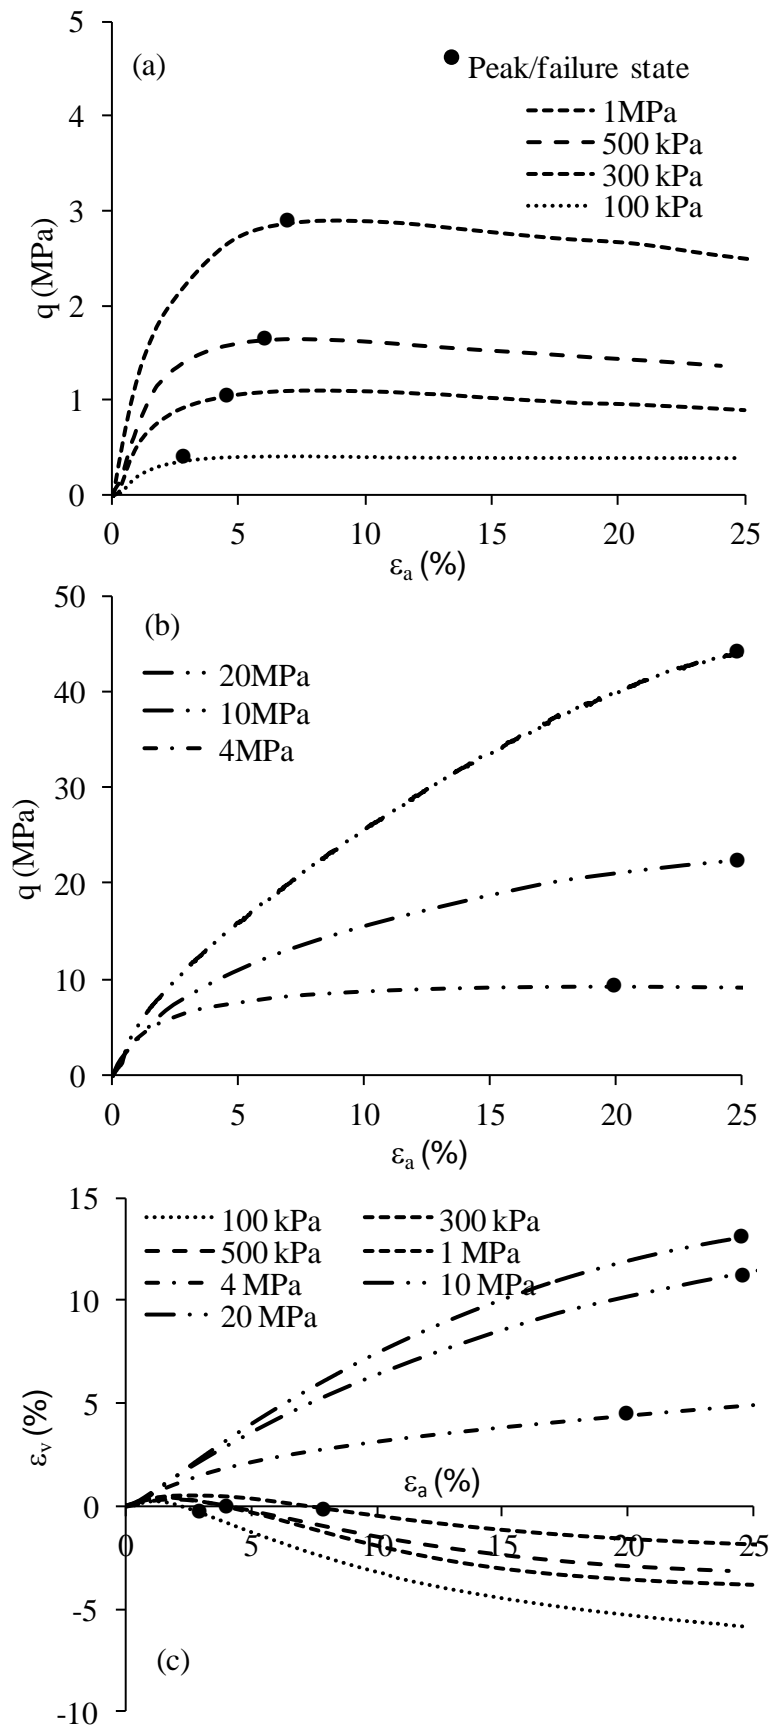 5
(a)
Peak/failure state
4
1MPa
500 kPa
300 kPa
100 kPa
3
q (MPa)
2
1
0
0 5 10 15 20 25
εa (%)
50
(b)
20MPa
10MPa
4MPa
40
30
q (MPa)
20
10
0
0 5 10 15 20 25
εa (%)
15
100 kPa 300 kPa
500 kPa 1 MPa
4 MPa 10 MPa
20 MPa
10
5
εv (%)
εa (%)
0
0 5 10 15 20 25
-5
(c)
-10